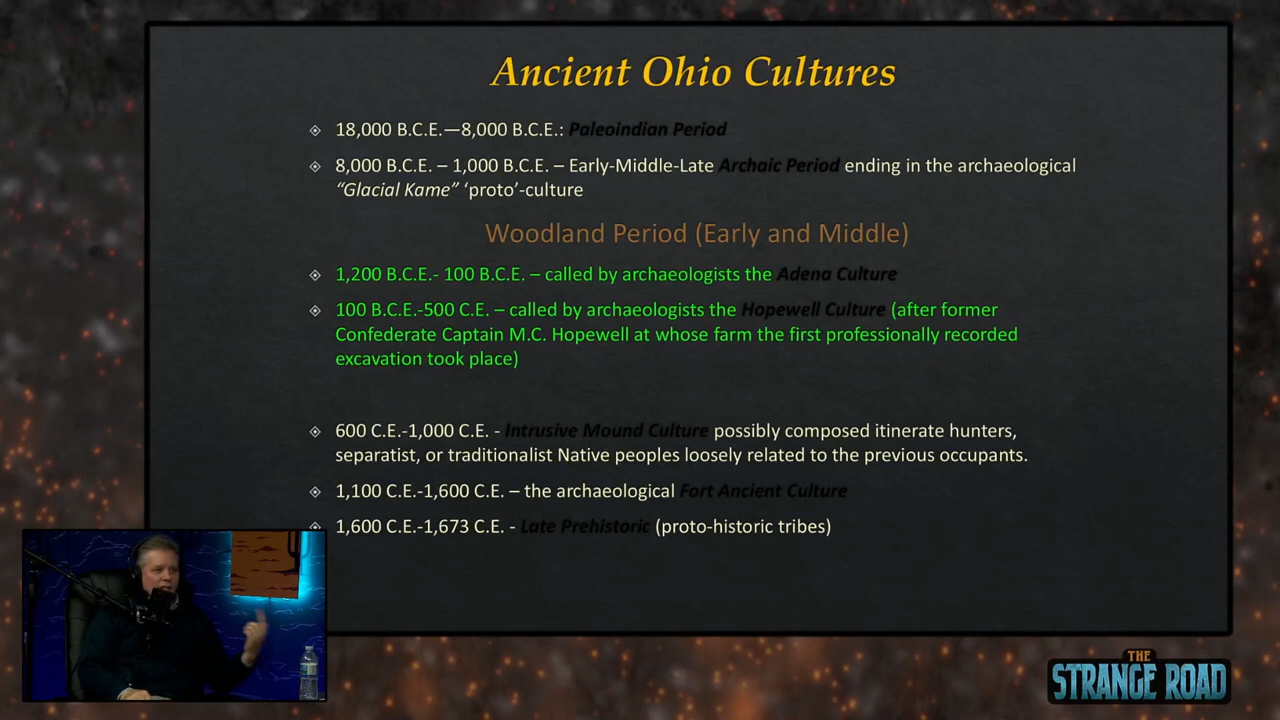 Ancient Ohio Cultures
18,000 B.C.E.—8,000 B.C.E.: Paleoindian Period
8,000 B.C.E. – 1,000 B.C.E. – Early-Middle-Late Archaic Period ending in the archaeological
“Glacial Kame” ‘proto’-culture
Woodland Period (Early and Middle)
1,200 B.C.E.- 100 B.C.E. – called by archaeologists the Adena Culture
100 B.C.E.-500 C.E. – called by archaeologists the Hopewell Culture (after former
Confederate Captain M.C. Hopewell at whose farm the first professionally recorded
excavation took place)
600 C.E.-1,000 C.E. - Intrusive Mound Culture possibly composed itinerate hunters,
separatist, or traditionalist Native peoples loosely related to the previous occupants.
1,100 C.E.-1,600 C.E. – the archaeological Fort Ancient Culture
1,600 C.E.-1,673 C.E. - Late Prehistoric (proto-historic tribes)
THE
STRANGE ROAD